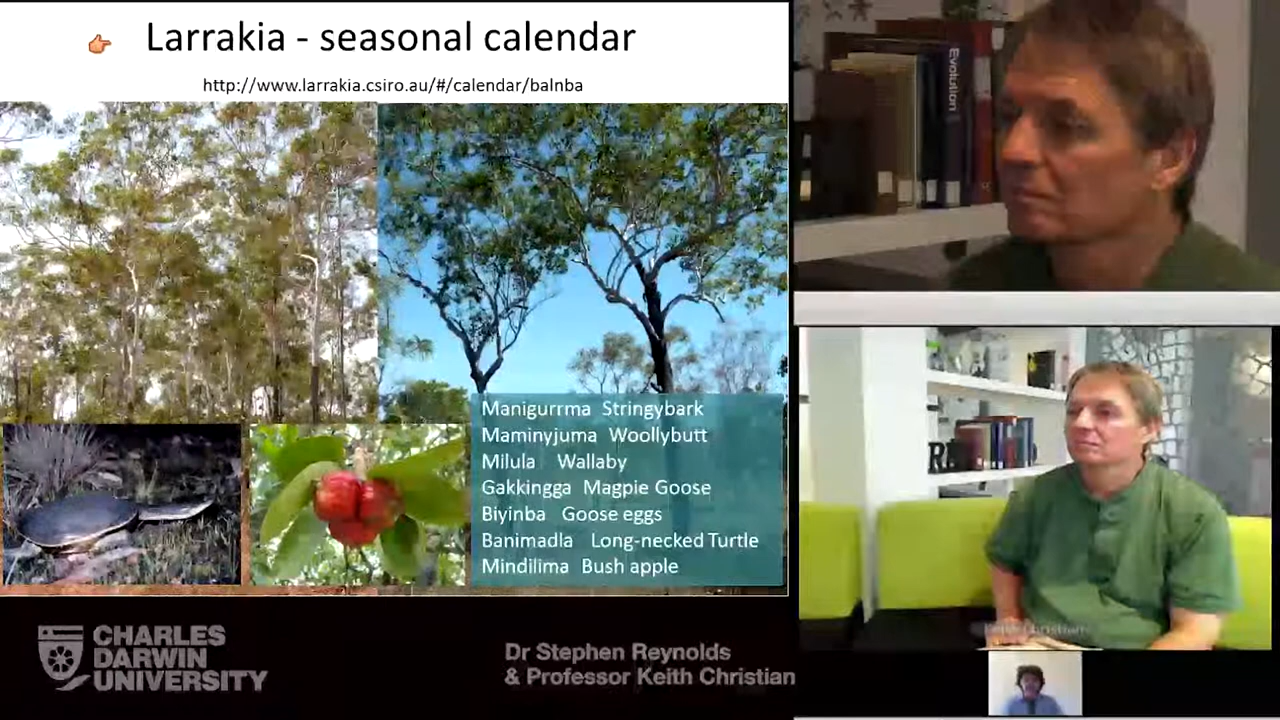 Larrakia - seasonal calendar
http://www.larrakia.csiro.au/#/calendar/balnba
Manigurrma Stringybark
Maminyjuma Woollybutt
Milula Wallaby
Gakkingga Magpie Goose
Biyinba Goose eggs
Banimadla Long-necked Turtle
Mindilima Bush apple
CHARLES
DARWIN
UNIVERSITY
Dr Stephen Reynolds
& Professor Keith Christian
Evolution